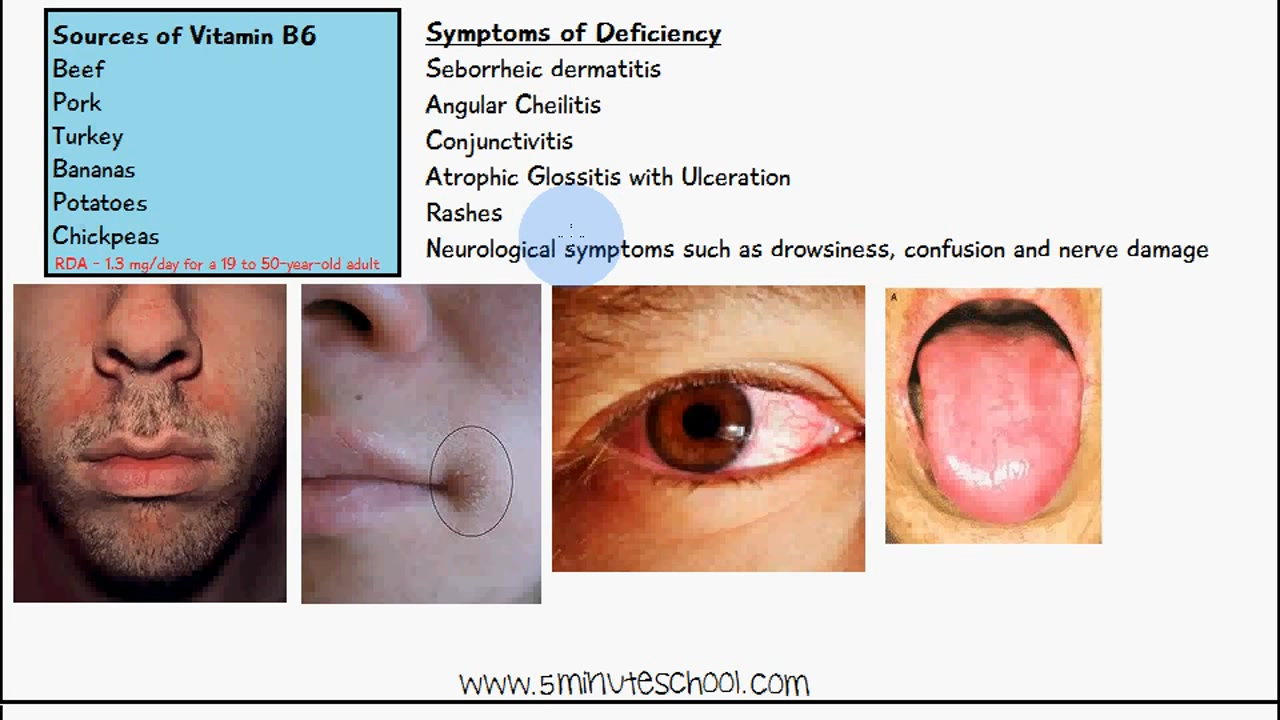 Sources of Vitamin B6
Beef
Pork
Turkey
Bananas
Potatoes
Chickpeas
RDA - 1.3 mg/day for a 19 to 50-year-old adult
Symptoms of Deficiency
Seborrheic dermatitis
Angular Cheilitis
Conjunctivitis
Atrophic Glossitis with Ulceration
Rashes
Neurological symptoms such as drowsiness, confusion and nerve damage
A
www.5minuteschool.com